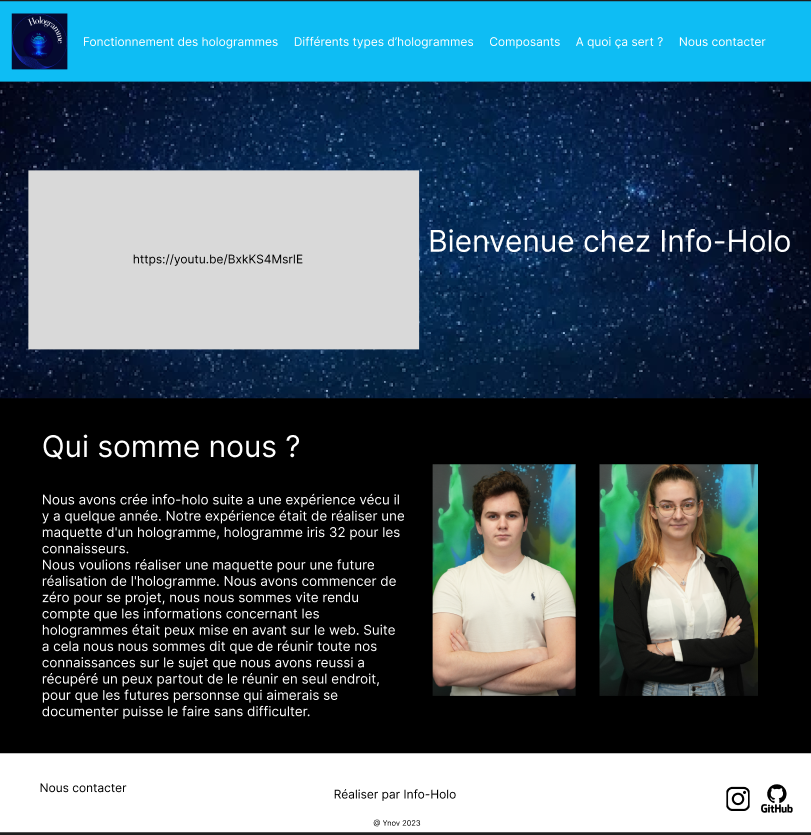 Hologramme
Fonctionnement des hologrammes
Différents types d'hologrammes
Composants
A quoi ça sert ?
Nous contacter
https://youtu.be/BxkKS4MsrIE
Bienvenue chez Info-Holo
Qui somme nous ?
Nous avons crée info-holo suite a une expérience vécu il
y a quelque année. Notre expérience était de réaliser une
maquette d'un hologramme, hologramme iris 32 pour les
connaisseurs.
Nous voulions réaliser une maquette pour une future
réalisation de l'hologramme. Nous avons commencer de
zéro pour se projet, nous nous sommes vite rendu
compte que les informations concernant les
hologrammes était peux mise en avant sur le web. Suite
a cela nous nous sommes dit que de réunir toute nos
connaissances sur le sujet que nous avons reussi a
récupéré un peux partout de le réunir en seul endroit,
pour que les futures personnse qui aimerais se
documenter puisse le faire sans difficulter.
Nous contacter
Réaliser par Info-Holo
@ Ynov 2023
GitHub